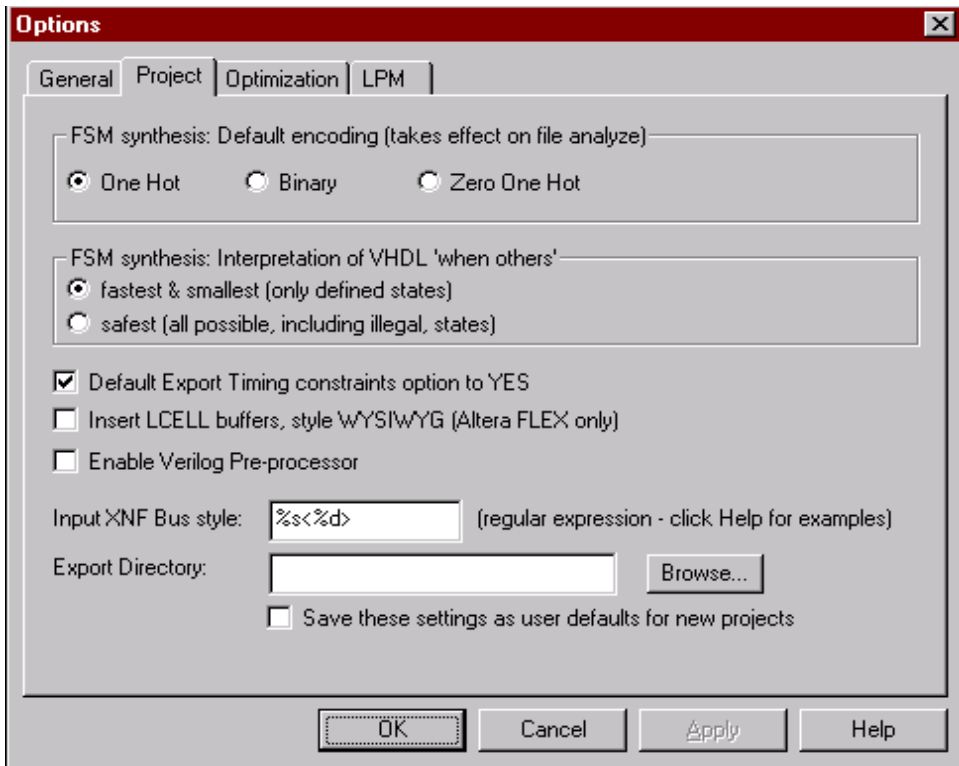 Options
General Project Optimization LPM
FSM synthesis: Default encoding (takes effect on file analyze)
One Hot Binary Zero One Hot
FSM synthesis: Interpretation of VHDL 'when others'
fastest & smallest (only defined states)
safest (all possible, including illegal, states)
Default Export Timing constraints option to YES
Insert LCELL buffers, style WYSIWYG (Altera FLEX only)
Enable Verilog Pre-processor
Input XNF Bus style: %s<%d> (regular expression - click Help for examples)
Export Directory: Browse...
Save these settings as user defaults for new projects
OK Cancel Apply Help